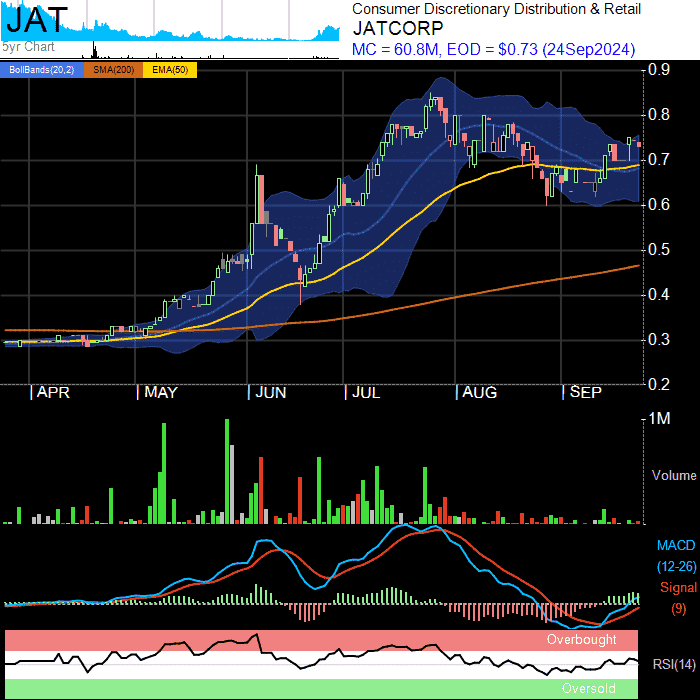 JAT
5yr Chart
Consumer Discretionary Distribution & Retail
JATCORP
MC = 60.8M, EOD = $0.73 (24Sep2024)
BollBands(20,2) SMA(200) EMA(50)
0.9
0.8
0.7
0.6
0.5
0.4
0.3
0.2
APR MAY JUN JUL AUG SEP
1M
Volume
MACD
(12-26)
Signal
(9)
Overbought
RSI(14)
Oversold